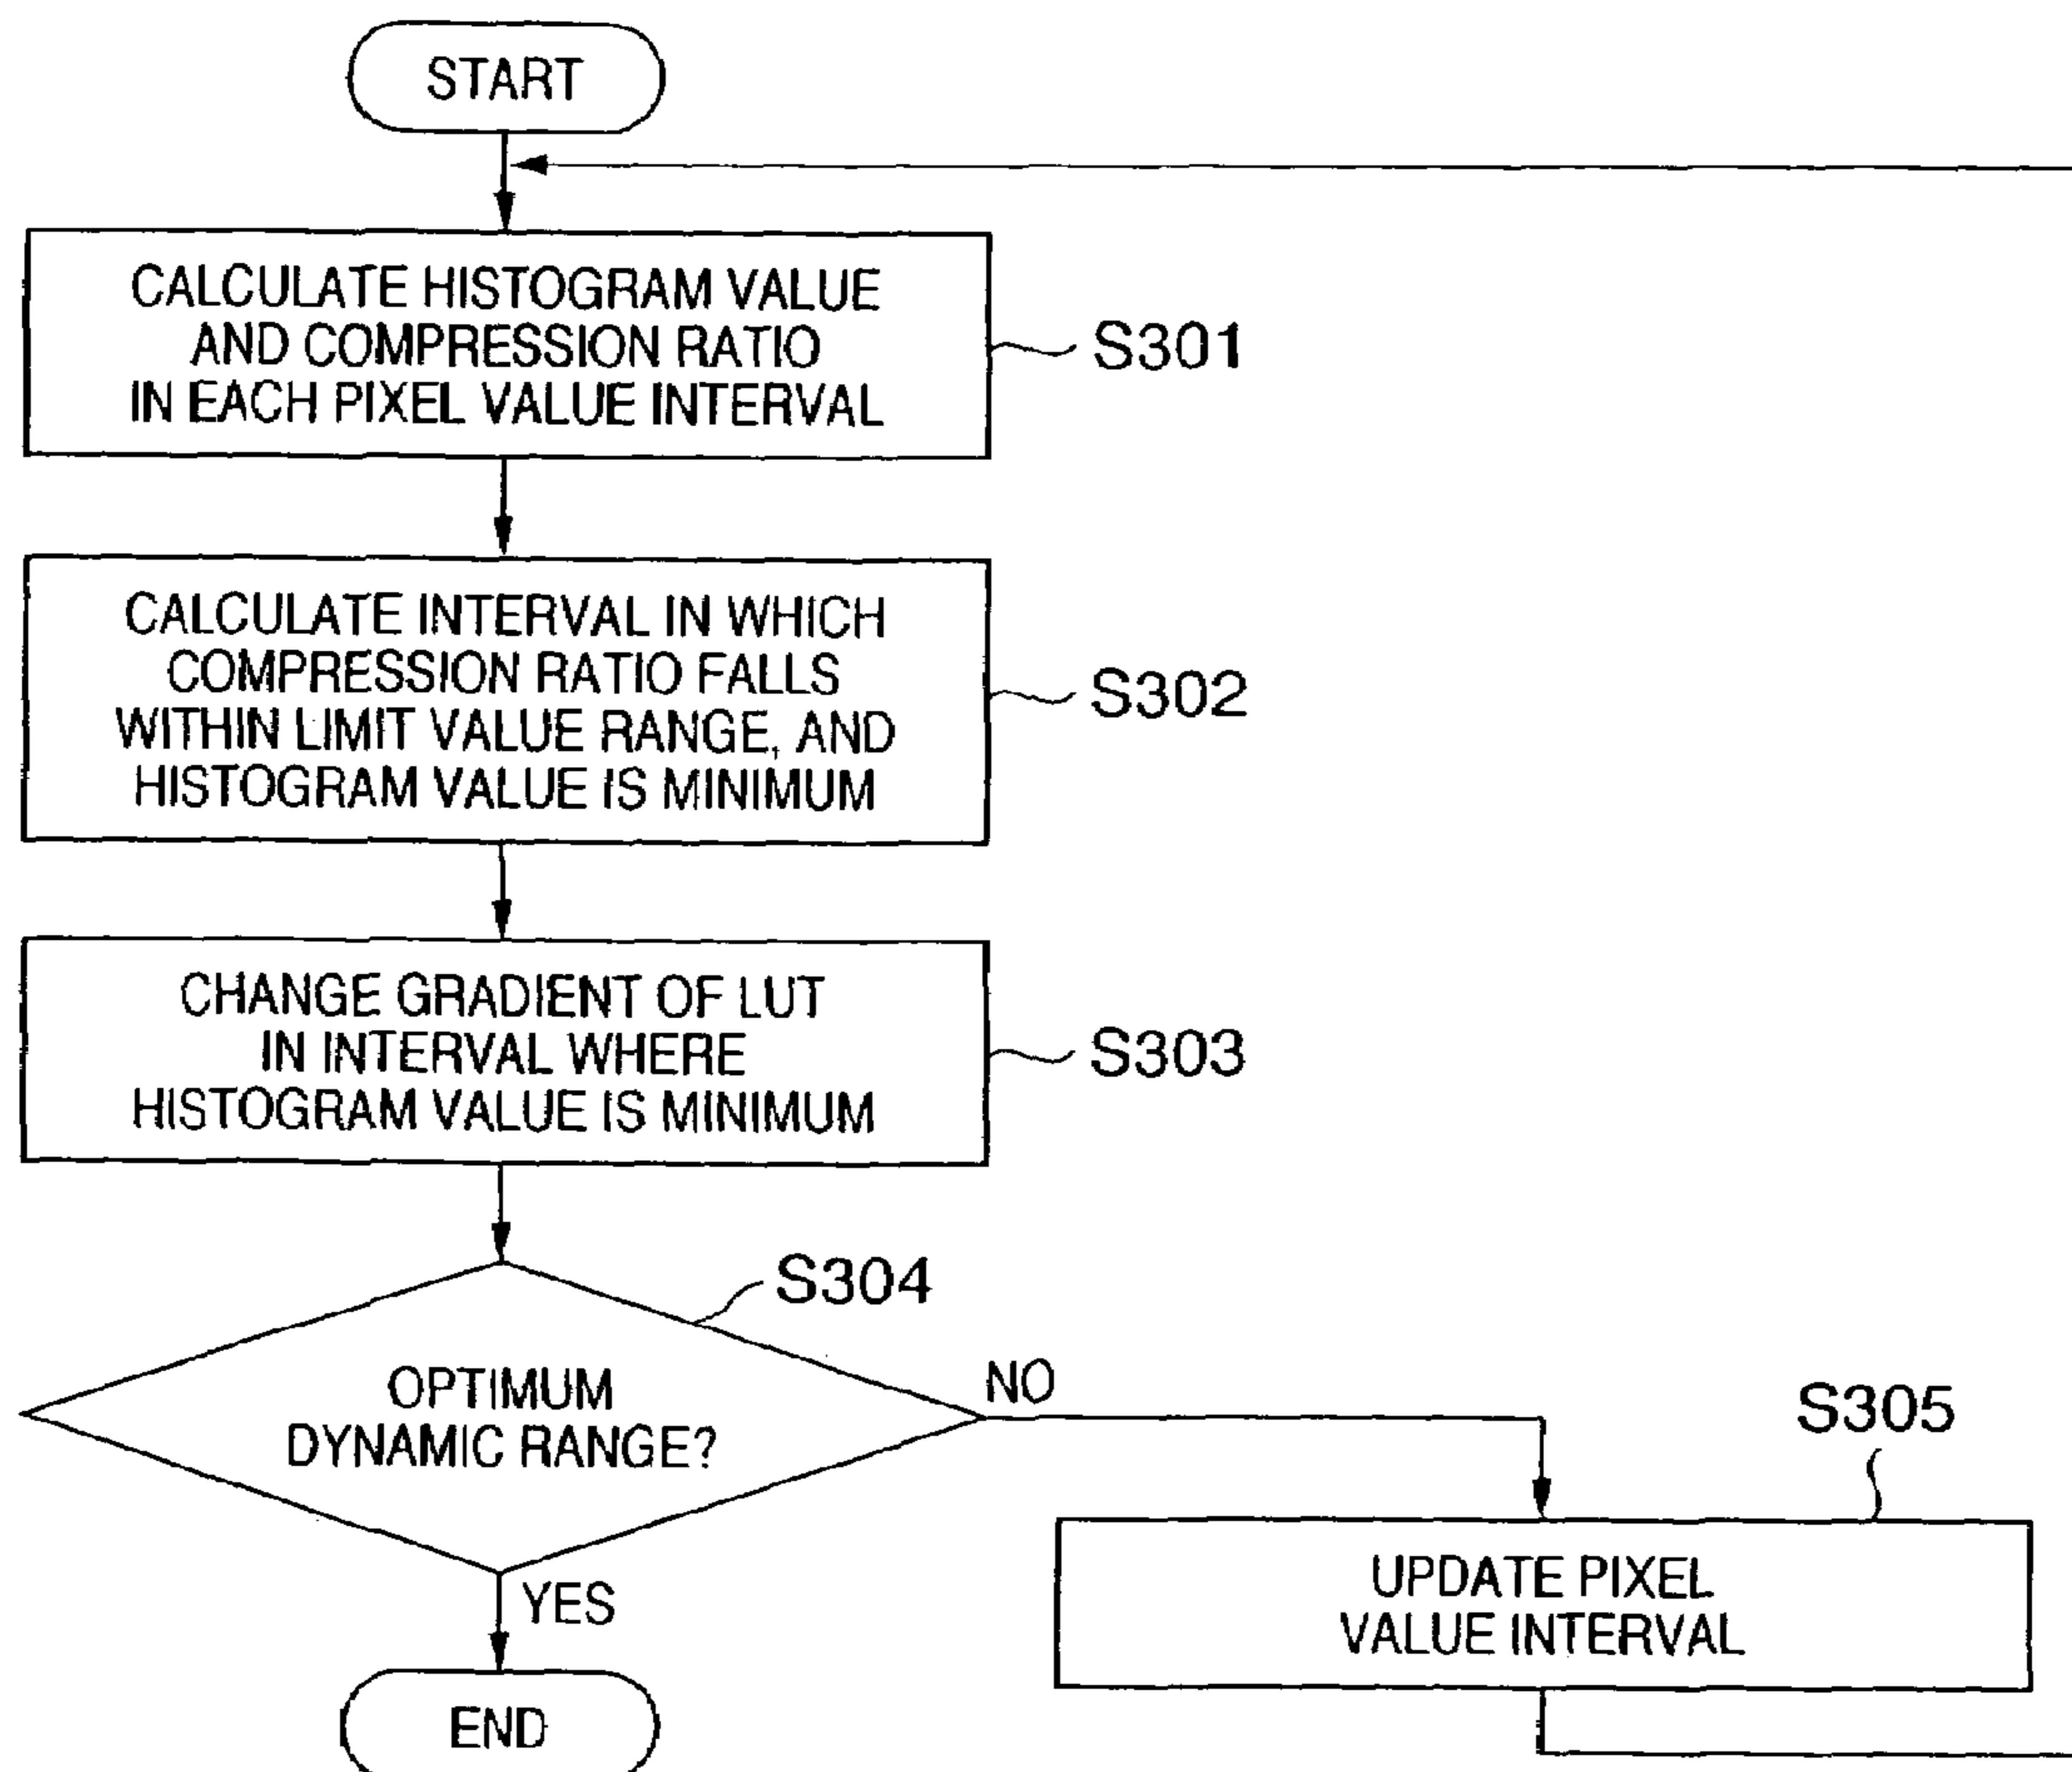 START
CALCULATE HISTOGRAM VALUE
AND COMPRESSION RATIO
IN EACH PIXEL VALUE INTERVAL
S301
CALCULATE INTERVAL IN WHICH
COMPRESSION RATIO FALLS
WITHIN LIMIT VALUE RANGE, AND
HISTOGRAM VALUE IS MINIMUM
S302
CHANGE GRADIENT OF LUT
IN INTERVAL WHERE
HISTOGRAM VALUE IS MINIMUM
S303
S304
OPTIMUM
DYNAMIC RANGE?
NO
S305
UPDATE PIXEL
VALUE INTERVAL
YES
END